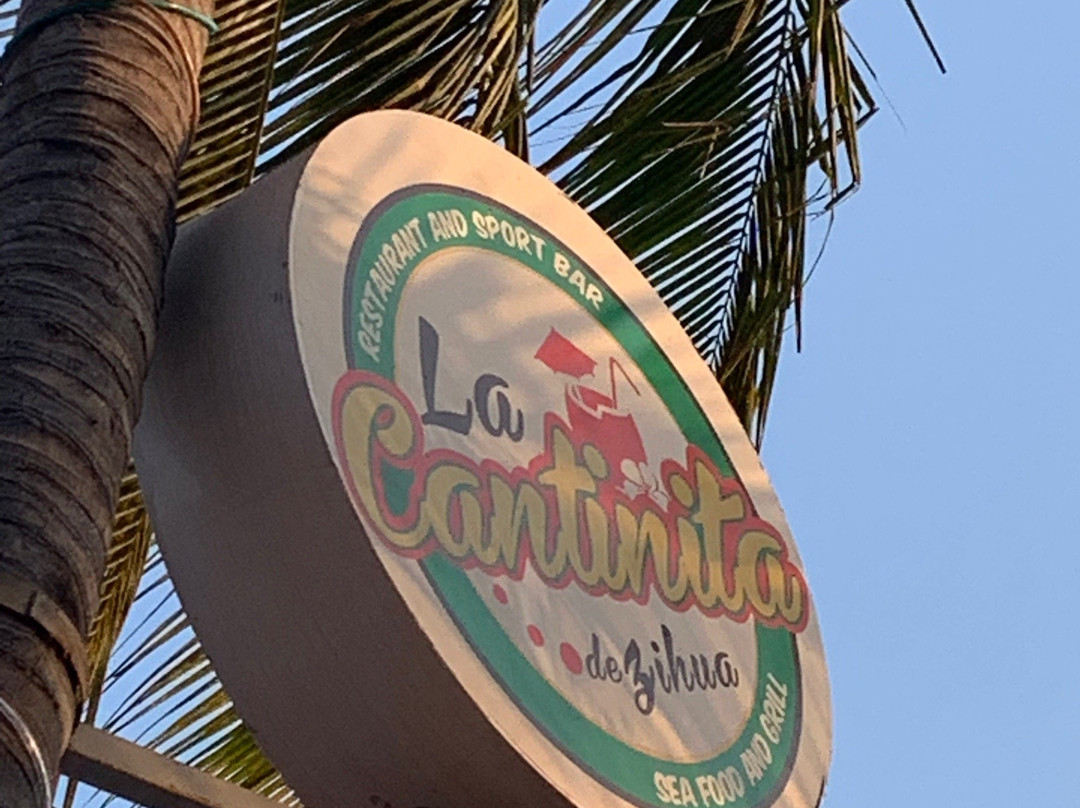 RESTAURANT AND SPORT BAR
La
Cantinita
de zihua
SEA FOOD AND GRILL